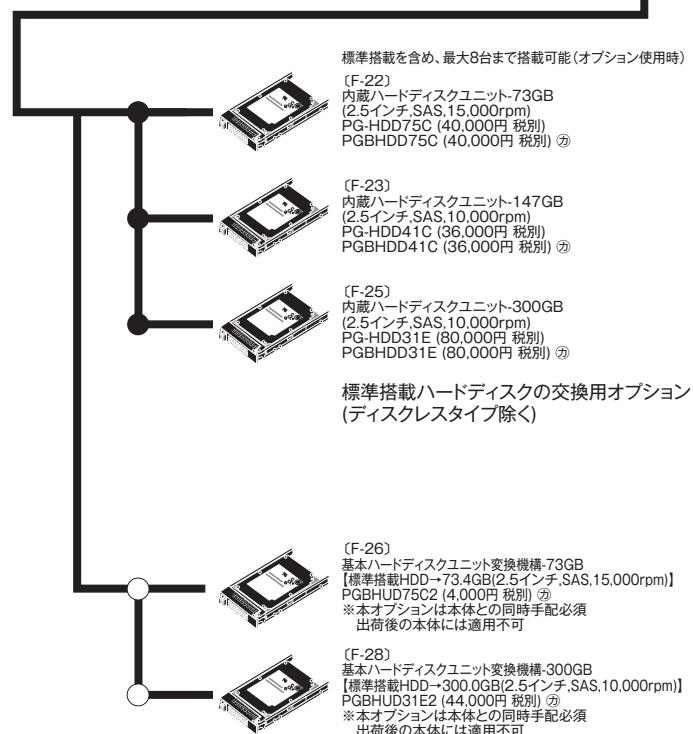 標準搭載を含め、最大8台まで搭載可能(オプション使用時)
〔F-22〕
内蔵ハードディスクユニット-73GB
(2.5インチ,SAS,15,000rpm)
PG-HDD75C (40,000円 税別)
PGBHDD75C (40,000円 税別) ㋕
〔F-23〕
内蔵ハードディスクユニット-147GB
(2.5インチ,SAS,10,000rpm)
PG-HDD41C (36,000円 税別)
PGBHDD41C (36,000円 税別) ㋕
〔F-25〕
内蔵ハードディスクユニット-300GB
(2.5インチ,SAS,10,000rpm)
PG-HDD31E (80,000円 税別)
PGBHDD31E (80,000円 税別) ㋕
標準搭載ハードディスクの交換用オプション
(ディスクレスタイプ除く)
〔F-26〕
基本ハードディスクユニット変換機構-73GB
【標準搭載HDD→73.4GB(2.5インチ,SAS,15,000rpm)】
PGBHUD75C2 (4,000円 税別) ㋕
※本オプションは本体との同時手配必須
出荷後の本体には適用不可
〔F-28〕
基本ハードディスクユニット変換機構-300GB
【標準搭載HDD→300.0GB(2.5インチ,SAS,10,000rpm)】
PGBHUD31E2 (44,000円 税別) ㋕
※本オプションは本体との同時手配必須
出荷後の本体には適用不可